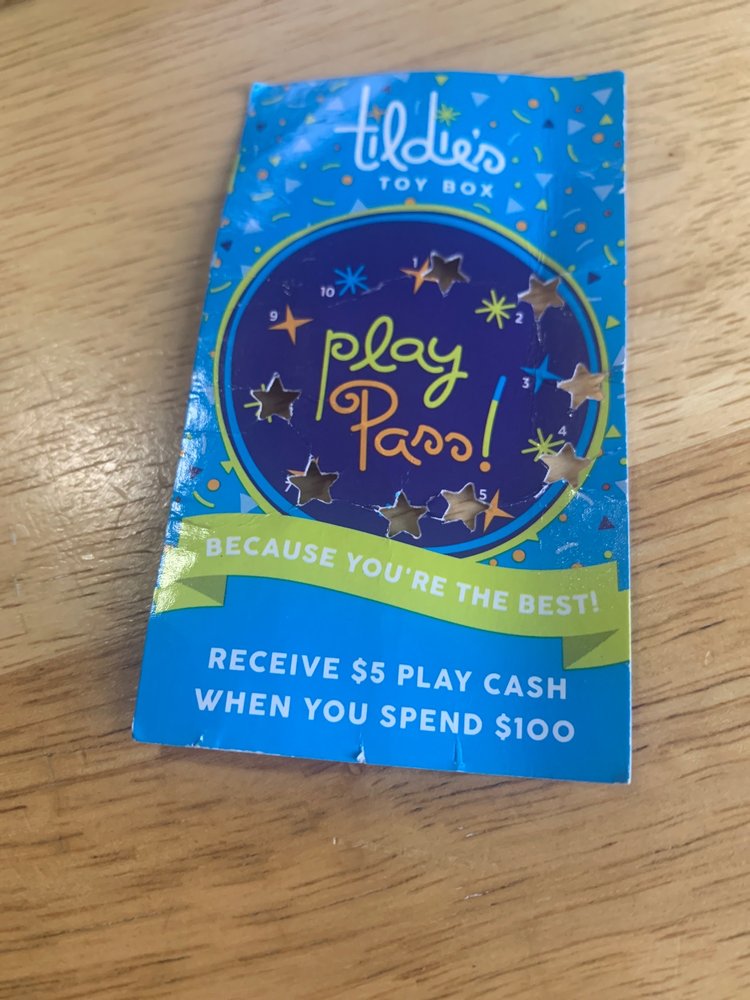 tildie's
TOY BOX
1
10
2
9
play
3
Pass!
4
5
7
BECAUSE YOU'RE THE BEST!
RECEIVE $5 PLAY CASH
WHEN YOU SPEND $100